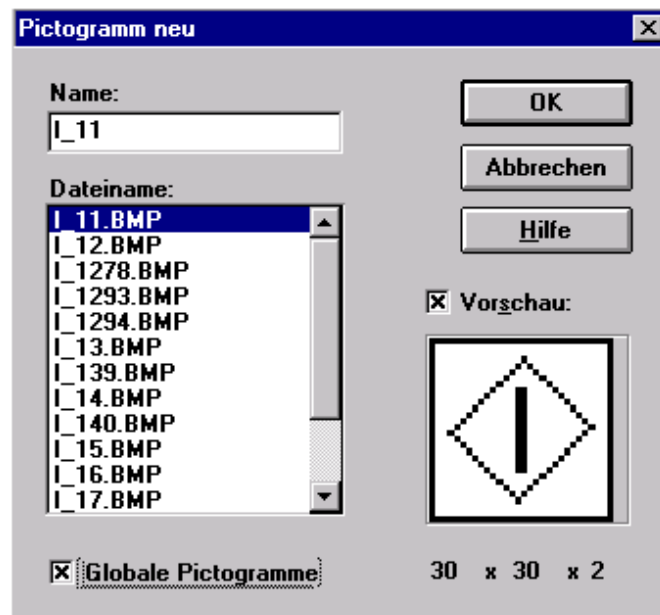 Pictogramm neu
Name:
I_11
Dateiname:
I_11.BMP
I_12.BMP
I_1278.BMP
I_1293.BMP
I_1294.BMP
I_13.BMP
I_139.BMP
I_14.BMP
I_140.BMP
I_15.BMP
I_16.BMP
I_17.BMP
Globale Pictogramme
OK
Abbrechen
Hilfe
Vorschau:
30 x 30 x 2